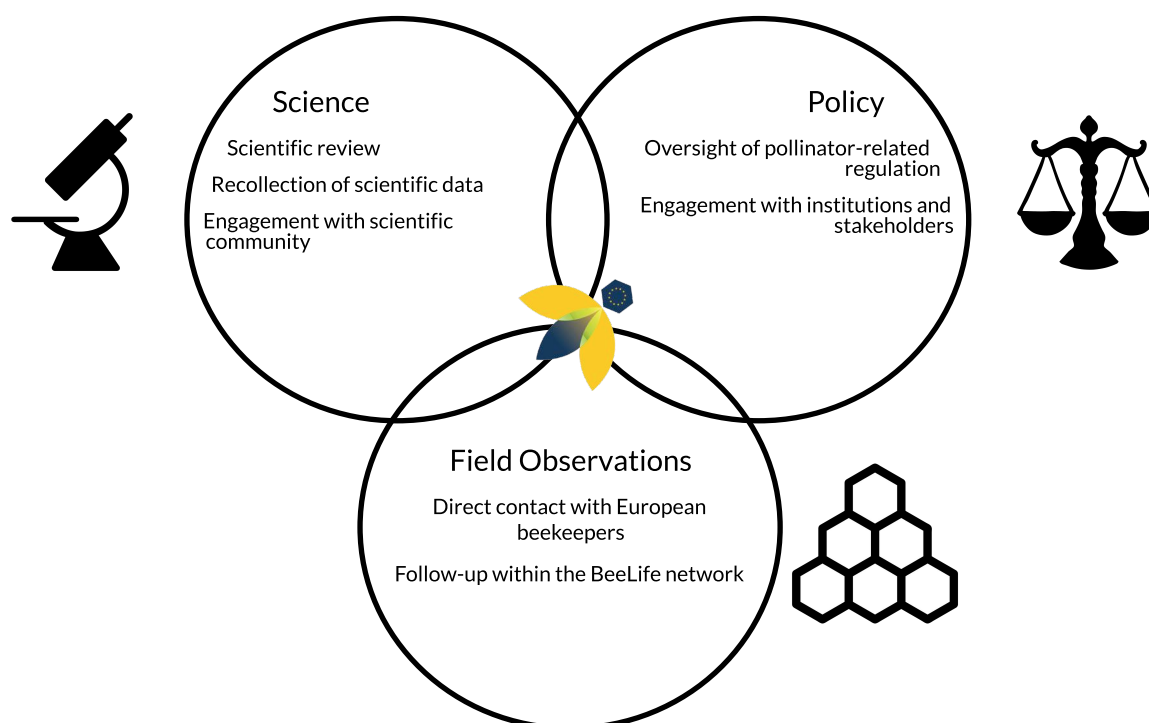 Science
Scientific review
Recollection of scientific data
Engagement with scientific
community
Policy
Oversight of pollinator-related
regulation
Engagement with institutions and
stakeholders
Field Observations
Direct contact with European
beekeepers
Follow-up within the BeeLife network